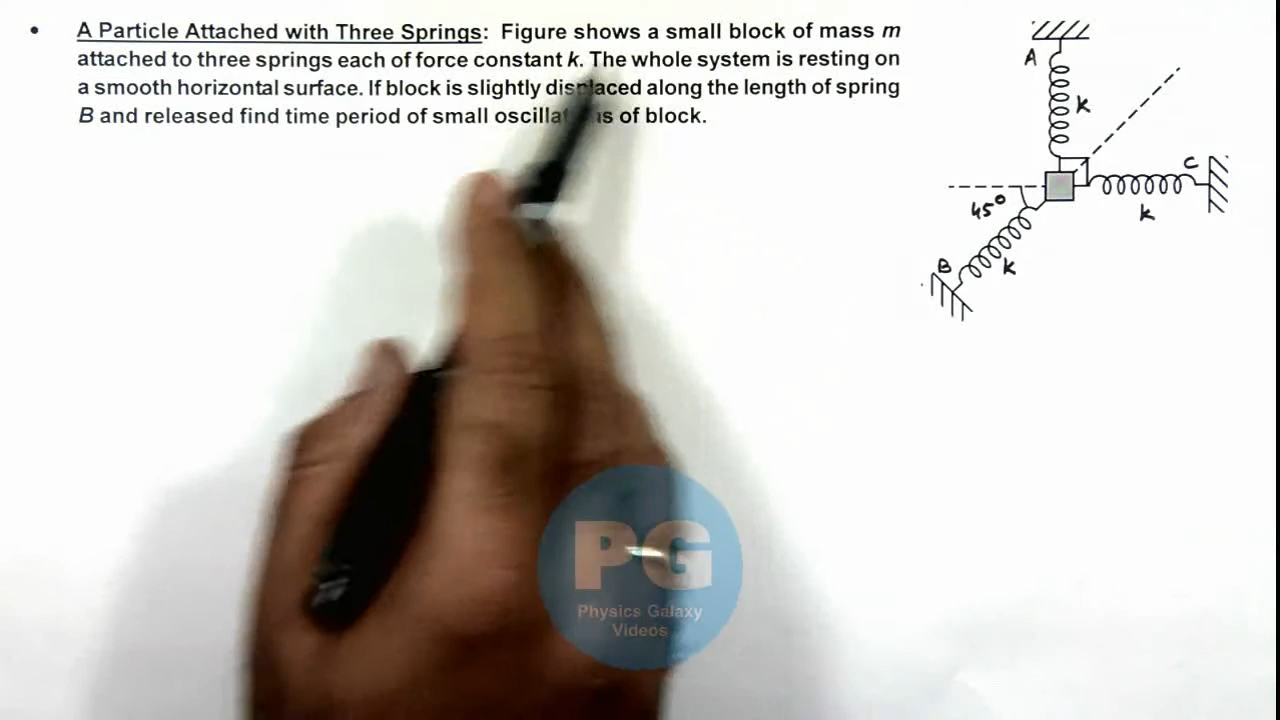 • A Particle Attached with Three Springs: Figure shows a small block of mass m
attached to three springs each of force constant k. The whole system is resting on
a smooth horizontal surface. If block is slightly displaced along the length of spring
B and released find time period of small oscillations of block.
A
k
C
k
45°
B
k
PG
Physics Galaxy
Videos